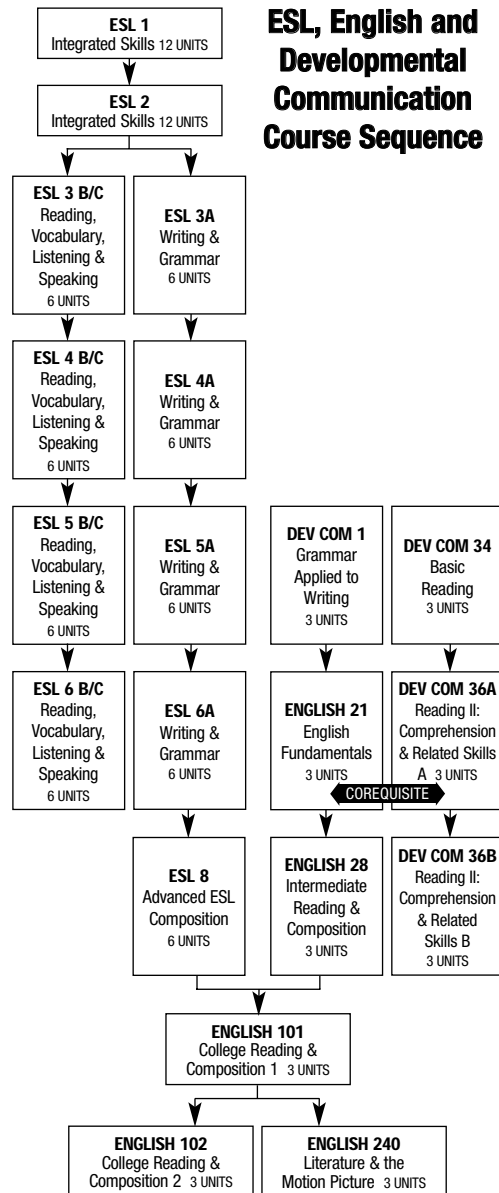 ESL, English and
Developmental
Communication
Course Sequence
ESL 1
Integrated Skills 12 UNITS
ESL 2
Integrated Skills 12 UNITS
ESL 3 B/C
Reading,
Vocabulary,
Listening &
Speaking
6 UNITS
ESL 3A
Writing &
Grammar
6 UNITS
ESL 4 B/C
Reading,
Vocabulary,
Listening &
Speaking
6 UNITS
ESL 4A
Writing &
Grammar
6 UNITS
ESL 5 B/C
Reading,
Vocabulary,
Listening &
Speaking
6 UNITS
ESL 5A
Writing &
Grammar
6 UNITS
DEV COM 1
Grammar
Applied to
Writing
3 UNITS
DEV COM 34
Basic
Reading
3 UNITS
ESL 6 B/C
Reading,
Vocabulary,
Listening &
Speaking
6 UNITS
ESL 6A
Writing &
Grammar
6 UNITS
ENGLISH 21
English
Fundamentals
3 UNITS
DEV COM 36A
Reading II:
Comprehension
& Related Skills
A 3 UNITS
COREQUISITE
ESL 8
Advanced ESL
Composition
6 UNITS
ENGLISH 28
Intermediate
Reading &
Composition
3 UNITS
DEV COM 36B
Reading II:
Comprehension
& Related
Skills B
3 UNITS
ENGLISH 101
College Reading &
Composition 1 3 UNITS
ENGLISH 102
College Reading &
Composition 2 3 UNITS
ENGLISH 240
Literature & the
Motion Picture 3 UNITS